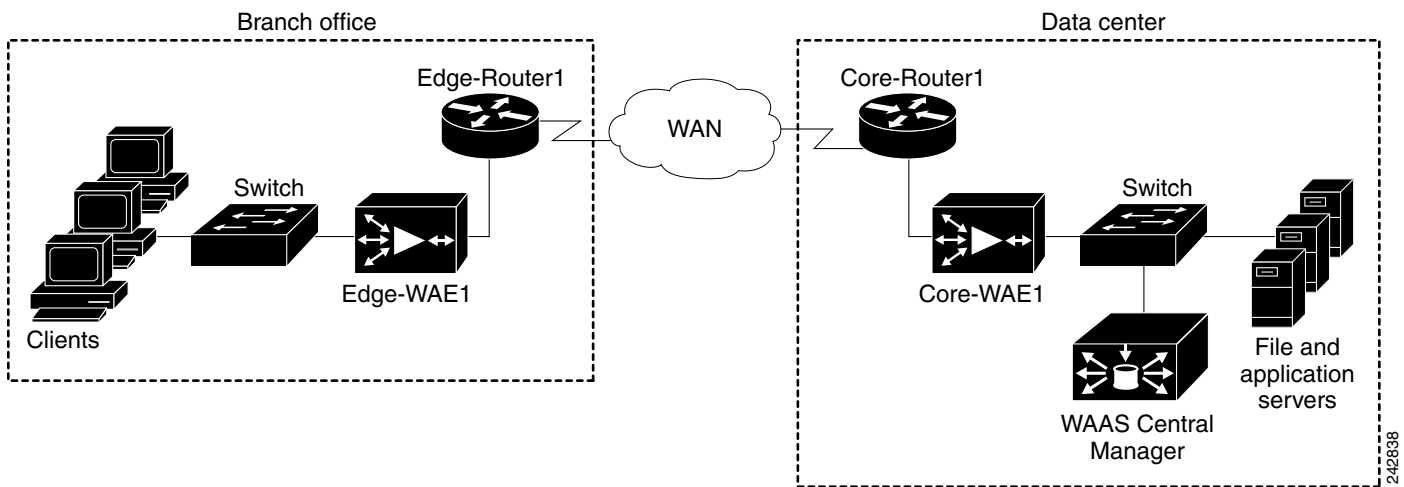 Branch office
Data center
Edge-Router1
WAN
Core-Router1
Switch
Switch
Edge-WAE1
Core-WAE1
Clients
File and
application
servers
WAAS Central
Manager
242838